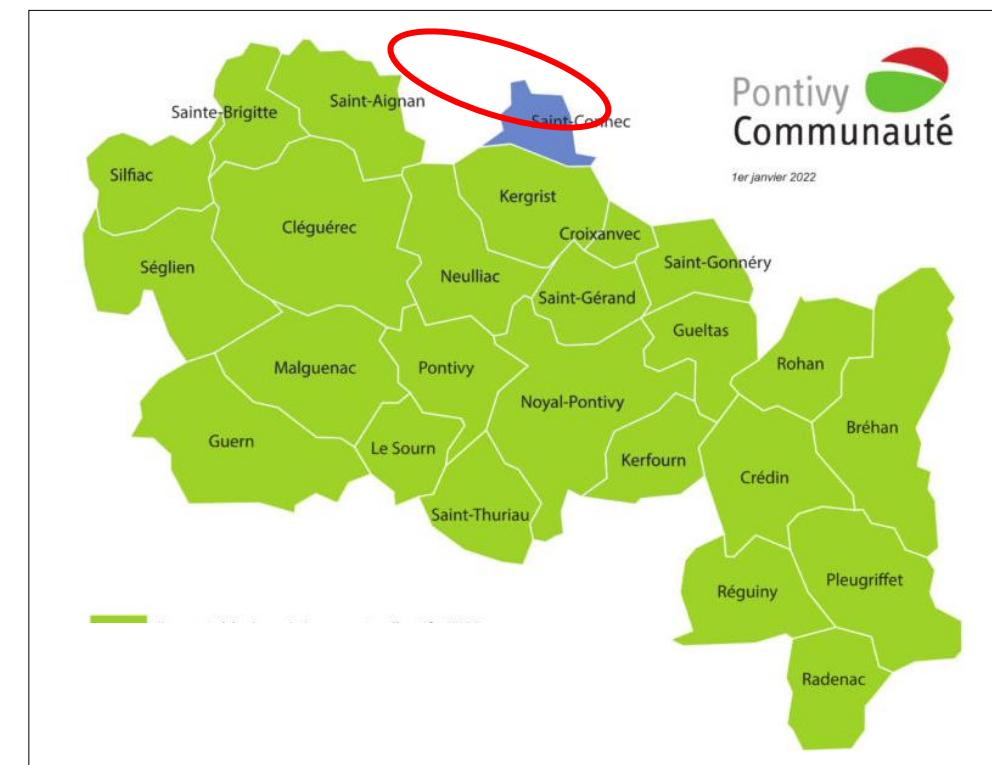 Pontivy
Communauté
1er janvier 2022
Saint-Aignan
Sainte-Brigitte
Saint-Connec
Silfiac
Kergrist
Cléguérec
Croixanvec
Séglien
Neulliac
Saint-Gonnéry
Saint-Gérand
Gueltas
Malguenac
Pontivy
Rohan
Noyal-Pontivy
Guern
Le Sourn
Bréhan
Kerfourn
Crédin
Saint-Thuriau
Réguiny
Pleugriffet
Radenac